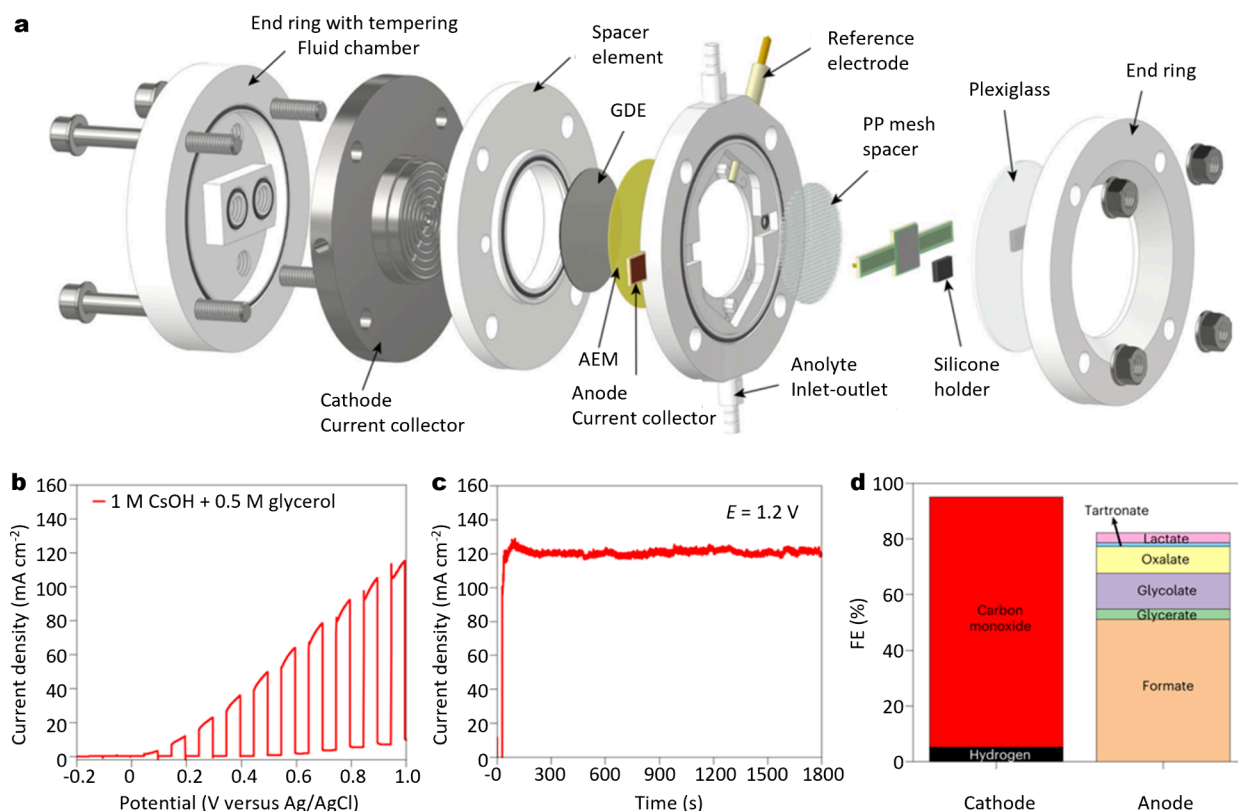 a
End ring with tempering
Fluid chamber
Spacer
element
GDE
Reference
electrode
PP mesh
spacer
Plexiglass
End ring
Cathode
Current collector
AEM
Anode
Current collector
Anolyte
Inlet-outlet
Silicone
holder
b
160
140
120
100
80
60
40
20
0
-0.2
0
0.2
0.4
0.6
0.8
1.0
Current density (mA cm⁻²)
Potential (V versus Ag/AgCl)
1 M CsOH + 0.5 M glycerol
c
160
140
120
100
80
60
40
20
0
-0
300
600
900
1200
1500
1800
Current density (mA cm⁻²)
Time (s)
E = 1.2 V
d
100
80
60
40
20
0
FE (%)
Carbon
monoxide
Hydrogen
Tartronate
Lactate
Oxalate
Glycolate
Glycerate
Formate
Cathode
Anode